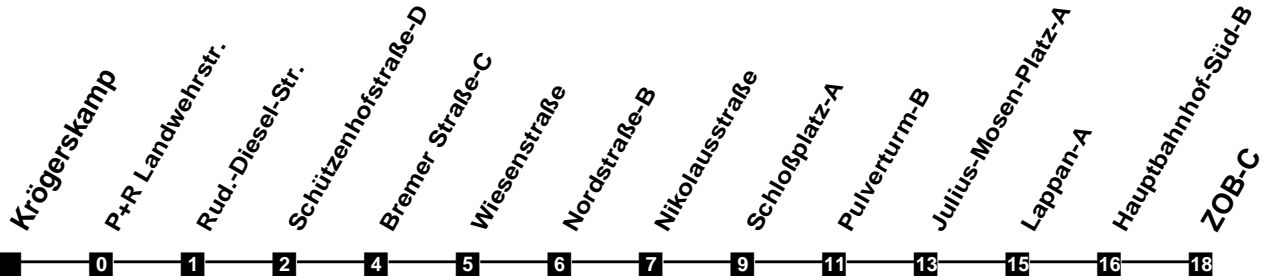 Krögerskamp
P+R Landwehrstr.
Rud.-Diesel-Str.
Schützenhofstraße-D
Bremer Straße-C
Wiesenstraße
Nordstraße-B
Nikolausstraße
Schloßplatz-A
Pulverturm-B
Julius-Mosen-Platz-A
Lappan-A
Hauptbahnhof-Süd-B
ZOB-C
0 1 2 4 5 6 7 9 11 13 15 16 18